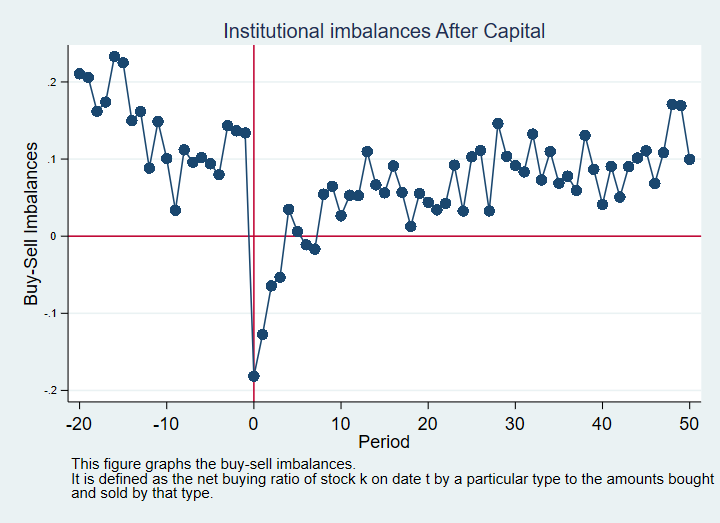 Institutional imbalances After Capital
Buy-Sell Imbalances
.2
.1
0
-.1
-.2
-20 -10 0 10 20 30 40 50
Period
This figure graphs the buy-sell imbalances.
It is defined as the net buying ratio of stock k on date t by a particular type to the amounts bought
and sold by that type.